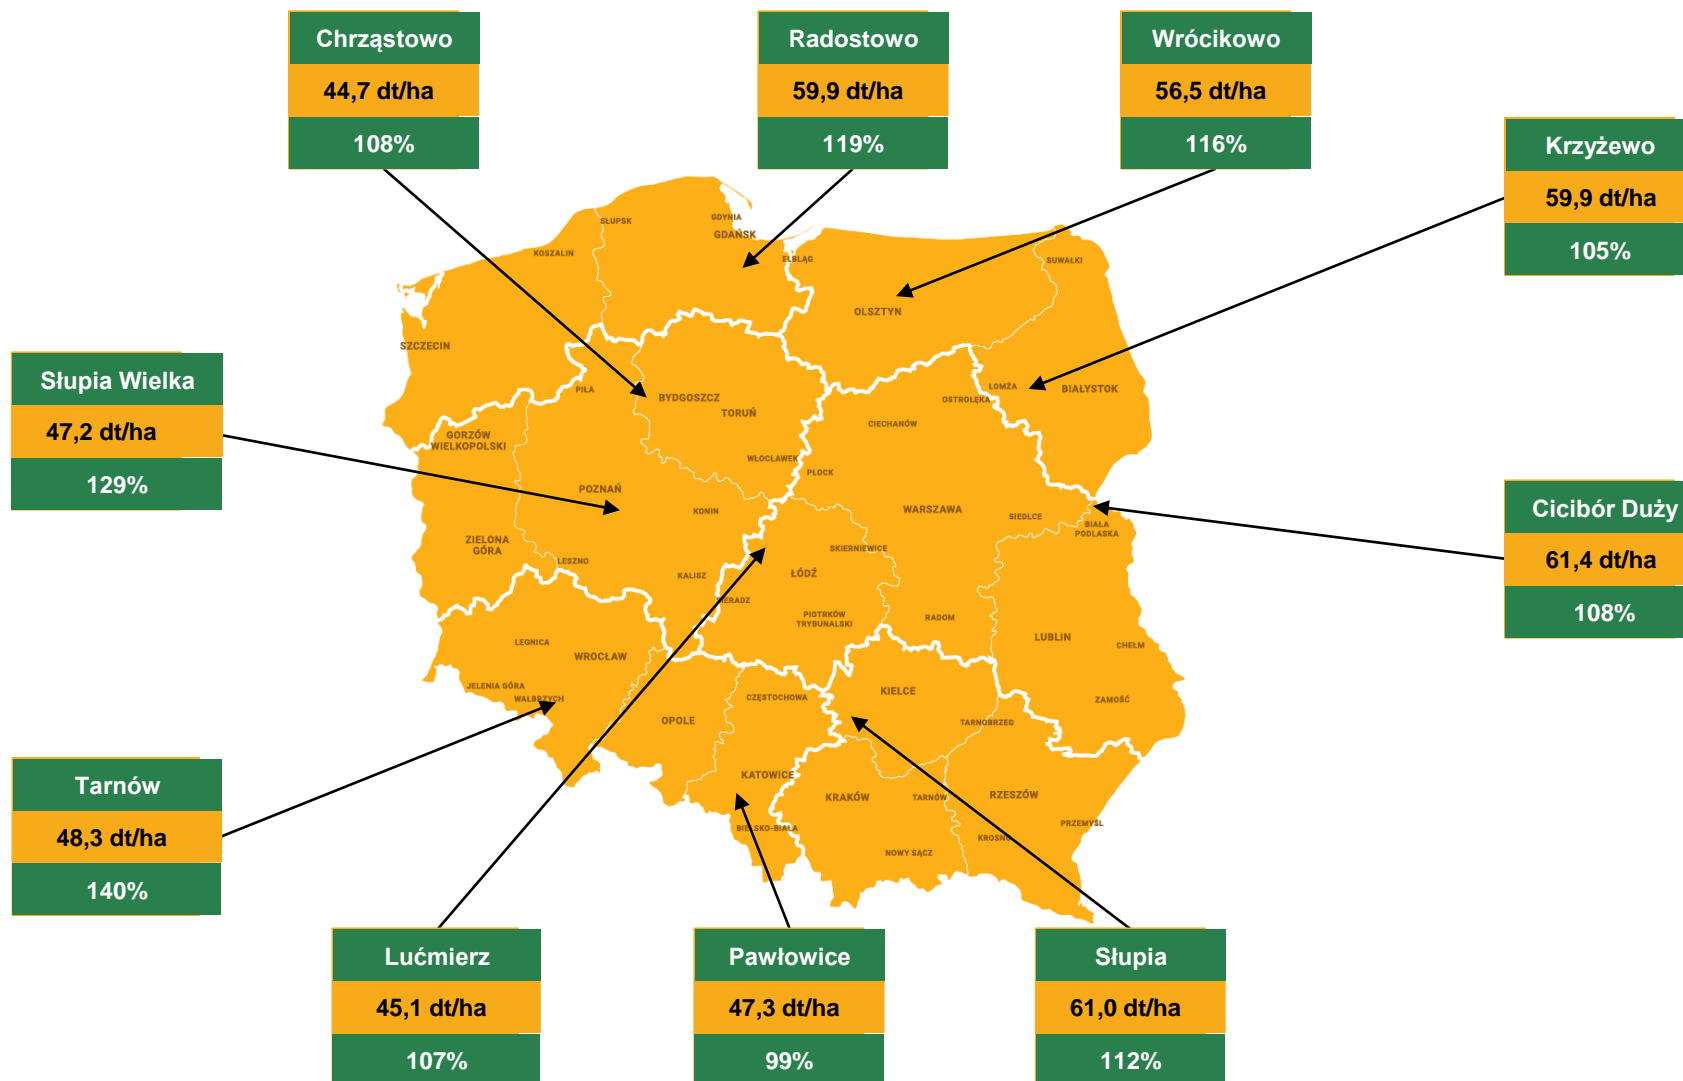 Chrząstowo
44,7 dt/ha
108%
Radostowo
59,9 dt/ha
119%
Wrócikowo
56,5 dt/ha
116%
Krzyżewo
59,9 dt/ha
105%
Słupia Wielka
47,2 dt/ha
129%
Cicibór Duży
61,4 dt/ha
108%
Tarnów
48,3 dt/ha
140%
Lućmierz
45,1 dt/ha
107%
Pawłowice
47,3 dt/ha
99%
Słupia
61,0 dt/ha
112%
SŁUPSK
GDYNIA
GDAŃSK
KOSZALIN
ELBLĄG
SUWAŁKI
OLSZTYN
SZCZECIN
PIŁA
BYDGOSZCZ
TORUŃ
ŁOMŻA
BIAŁYSTOK
OSTROŁĘKA
CIECHANÓW
GORZÓW
WIELKOPOLSKI
WŁOCŁAWEK
PŁOCK
POZNAŃ
KONIN
WARSZAWA
SIEDLCE
BIAŁA
PODLASKA
ZIELONA
GÓRA
LESZNO
KALISZ
SKIERNIEWICE
ŁÓDŹ
SIERADZ
PIOTRKÓW
TRYBUNALSKI
RADOM
LUBLIN
CHEŁM
LEGNICA
WROCŁAW
JELENIA GÓRA
WAŁBRZYCH
CZĘSTOCHOWA
KIELCE
ZAMOŚĆ
OPOLE
TARNOBRZEG
KATOWICE
KRAKÓW
TARNÓW
RZESZÓW
BIELSKO-BIAŁA
PRZEMYŚL
KROSNO
NOWY SĄCZ